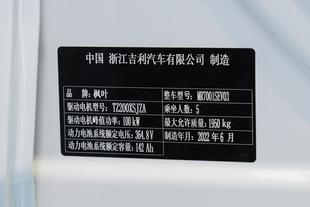 中国 浙江吉利汽车有限公司 制造
品牌：枫叶 整车型号：MR7001SEV03
驱动电机型号：TZ200XSJZA 乘坐人数：5
驱动电机峰值功率：100 kW 最大允许质量：1950 kg
动力电池系统额定电压：364.8 V 制造年月：2022 年 6 月
动力电池系统额定容量：142 Ah